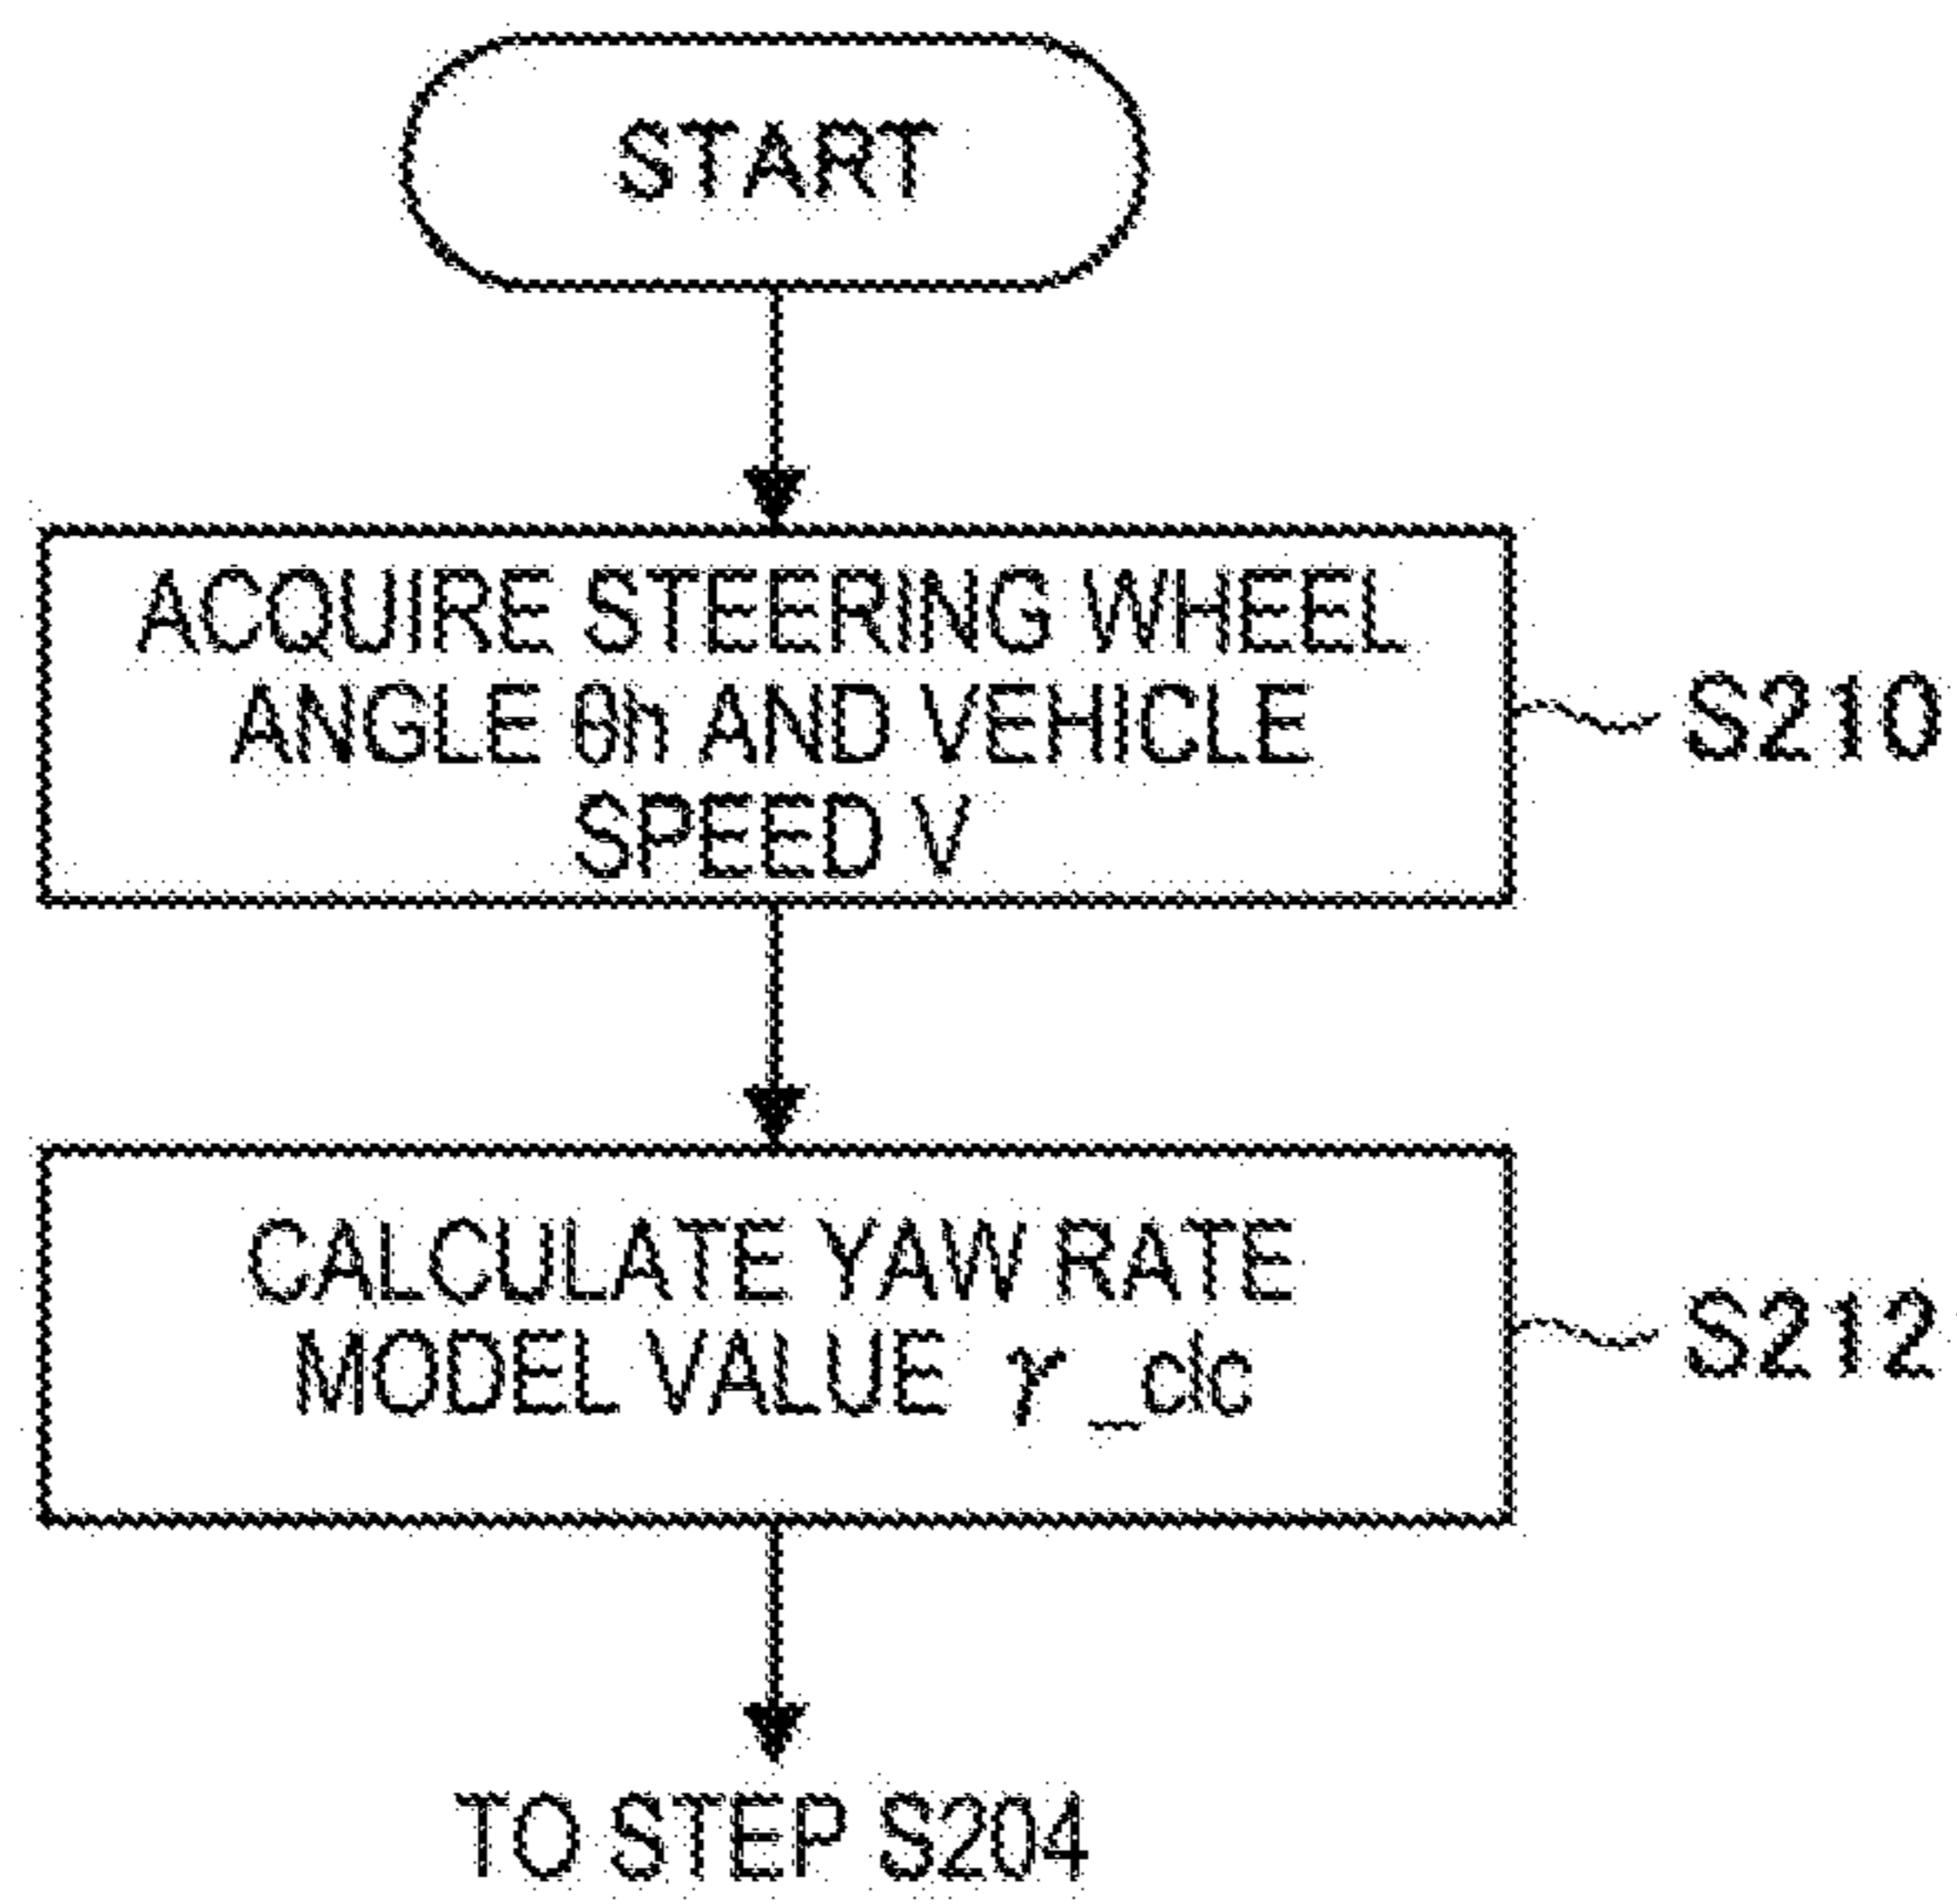 START
ACQUIRE STEERING WHEEL
ANGLE θh AND VEHICLE
SPEED V
S210
CALCULATE YAW RATE
MODEL VALUE γ_clc
S212
TO STEP S204